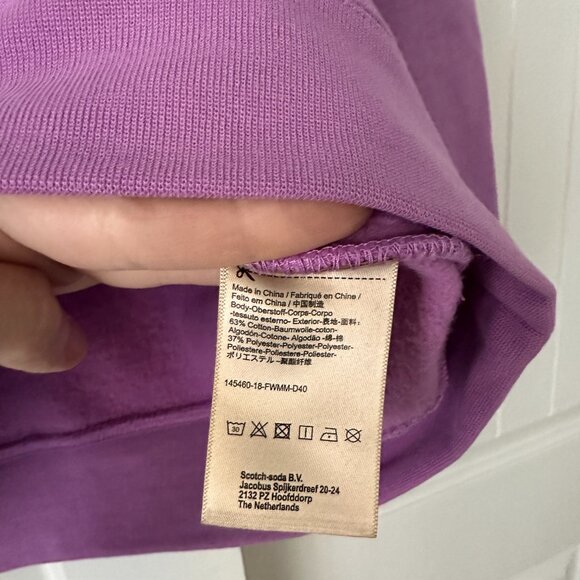 Made in China / Fabriqué en Chine /
Feito em China / 中国制造
Body-Oberstoff-Corps-Corpo
-tessuto esterno- Exterior-表地-面料
63% Cotton-Baumwolle-coton-
Algodón-Cotone- Algodão -綿-棉
37% Polyester-Polyester-Polyester-
Poliester-Poliestere-Poliester-
ポリエステル -聚酯纤维
145460-18-FWMM-D40
30
Scotch-soda B.V.
Jacobus Spijkerdreef 20-24
2132 PZ Hoofddorp
The Netherlands